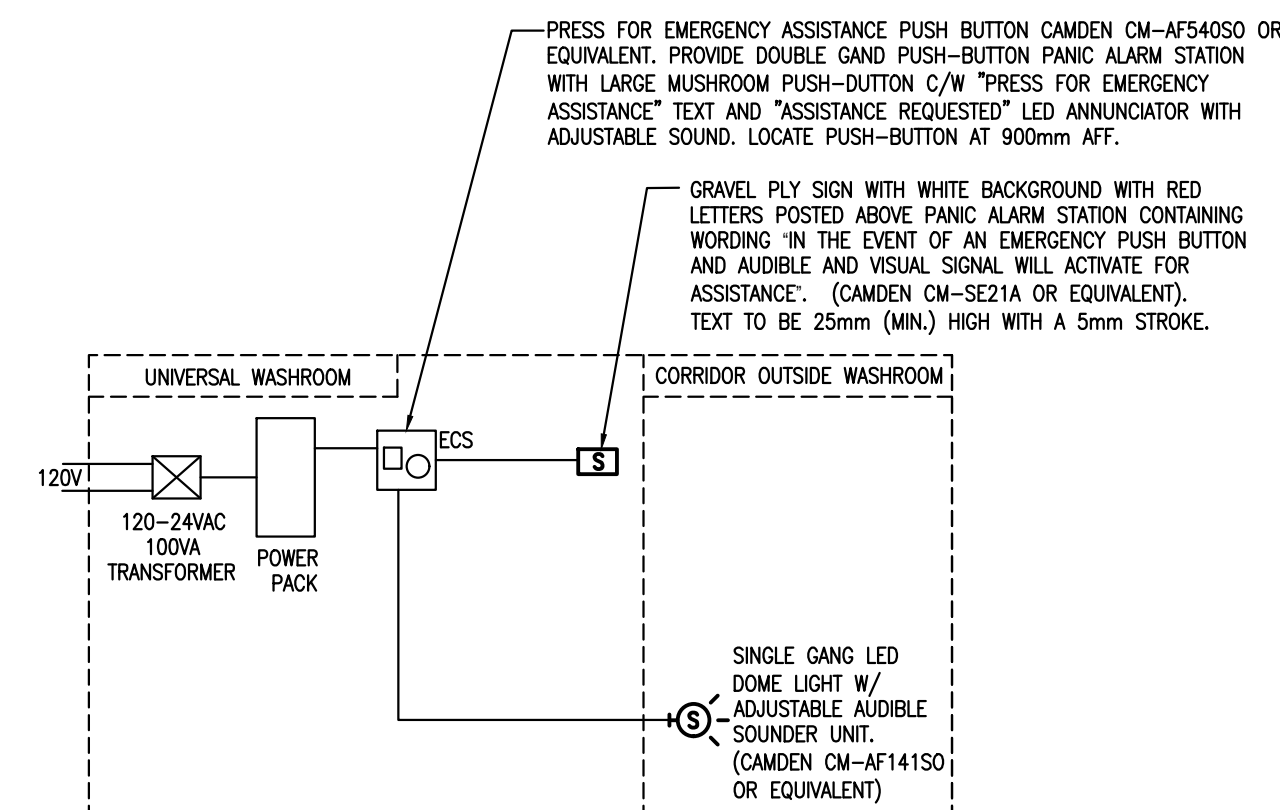 PRESS FOR EMERGENCY ASSISTANCE PUSH BUTTON CAMDEN CM-AF540SO OR
EQUIVALENT. PROVIDE DOUBLE GAND PUSH-BUTTON PANIC ALARM STATION
WITH LARGE MUSHROOM PUSH-DUTTON C/W "PRESS FOR EMERGENCY
ASSISTANCE" TEXT AND "ASSISTANCE REQUESTED" LED ANNUNCIATOR WITH
ADJUSTABLE SOUND. LOCATE PUSH-BUTTON AT 900mm AFF.
GRAVEL PLY SIGN WITH WHITE BACKGROUND WITH RED
LETTERS POSTED ABOVE PANIC ALARM STATION CONTAINING
WORDING "IN THE EVENT OF AN EMERGENCY PUSH BUTTON
AND AUDIBLE AND VISUAL SIGNAL WILL ACTIVATE FOR
ASSISTANCE". (CAMDEN CM-SE21A OR EQUIVALENT).
TEXT TO BE 25mm (MIN.) HIGH WITH A 5mm STROKE.
UNIVERSAL WASHROOM
CORRIDOR OUTSIDE WASHROOM
ECS
S
120V
120-24VAC
100VA
TRANSFORMER
POWER
PACK
S
SINGLE GANG LED
DOME LIGHT W/
ADJUSTABLE AUDIBLE
SOUNDER UNIT.
(CAMDEN CM-AF141SO
OR EQUIVALENT)